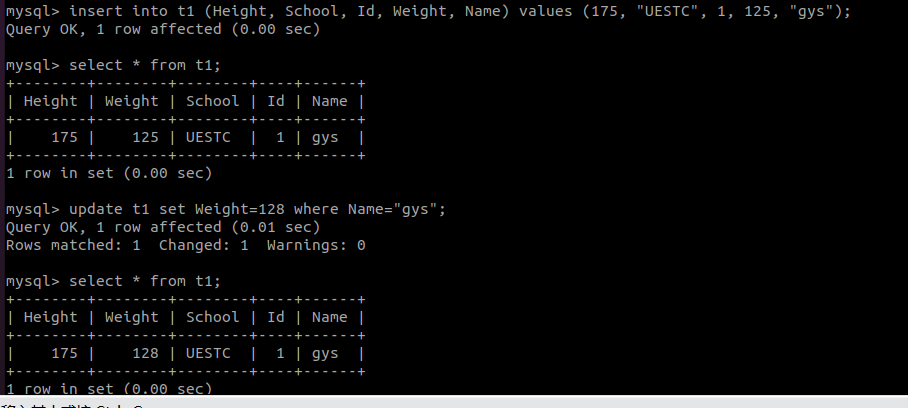 mysql> insert into t1 (Height, School, Id, Weight, Name) values (175, "UESTC", 1, 125, "gys");
Query OK, 1 row affected (0.00 sec)
mysql> select * from t1;
+--------+--------+--------+----+------+
| Height | Weight | School | Id | Name |
+--------+--------+--------+----+------+
|    175 |    125 | UESTC  |  1 | gys  |
+--------+--------+--------+----+------+
1 row in set (0.00 sec)
mysql> update t1 set Weight=128 where Name="gys";
Query OK, 1 row affected (0.01 sec)
Rows matched: 1  Changed: 1  Warnings: 0
mysql> select * from t1;
+--------+--------+--------+----+------+
| Height | Weight | School | Id | Name |
+--------+--------+--------+----+------+
|    175 |    128 | UESTC  |  1 | gys  |
+--------+--------+--------+----+------+
1 row in set (0.00 sec)